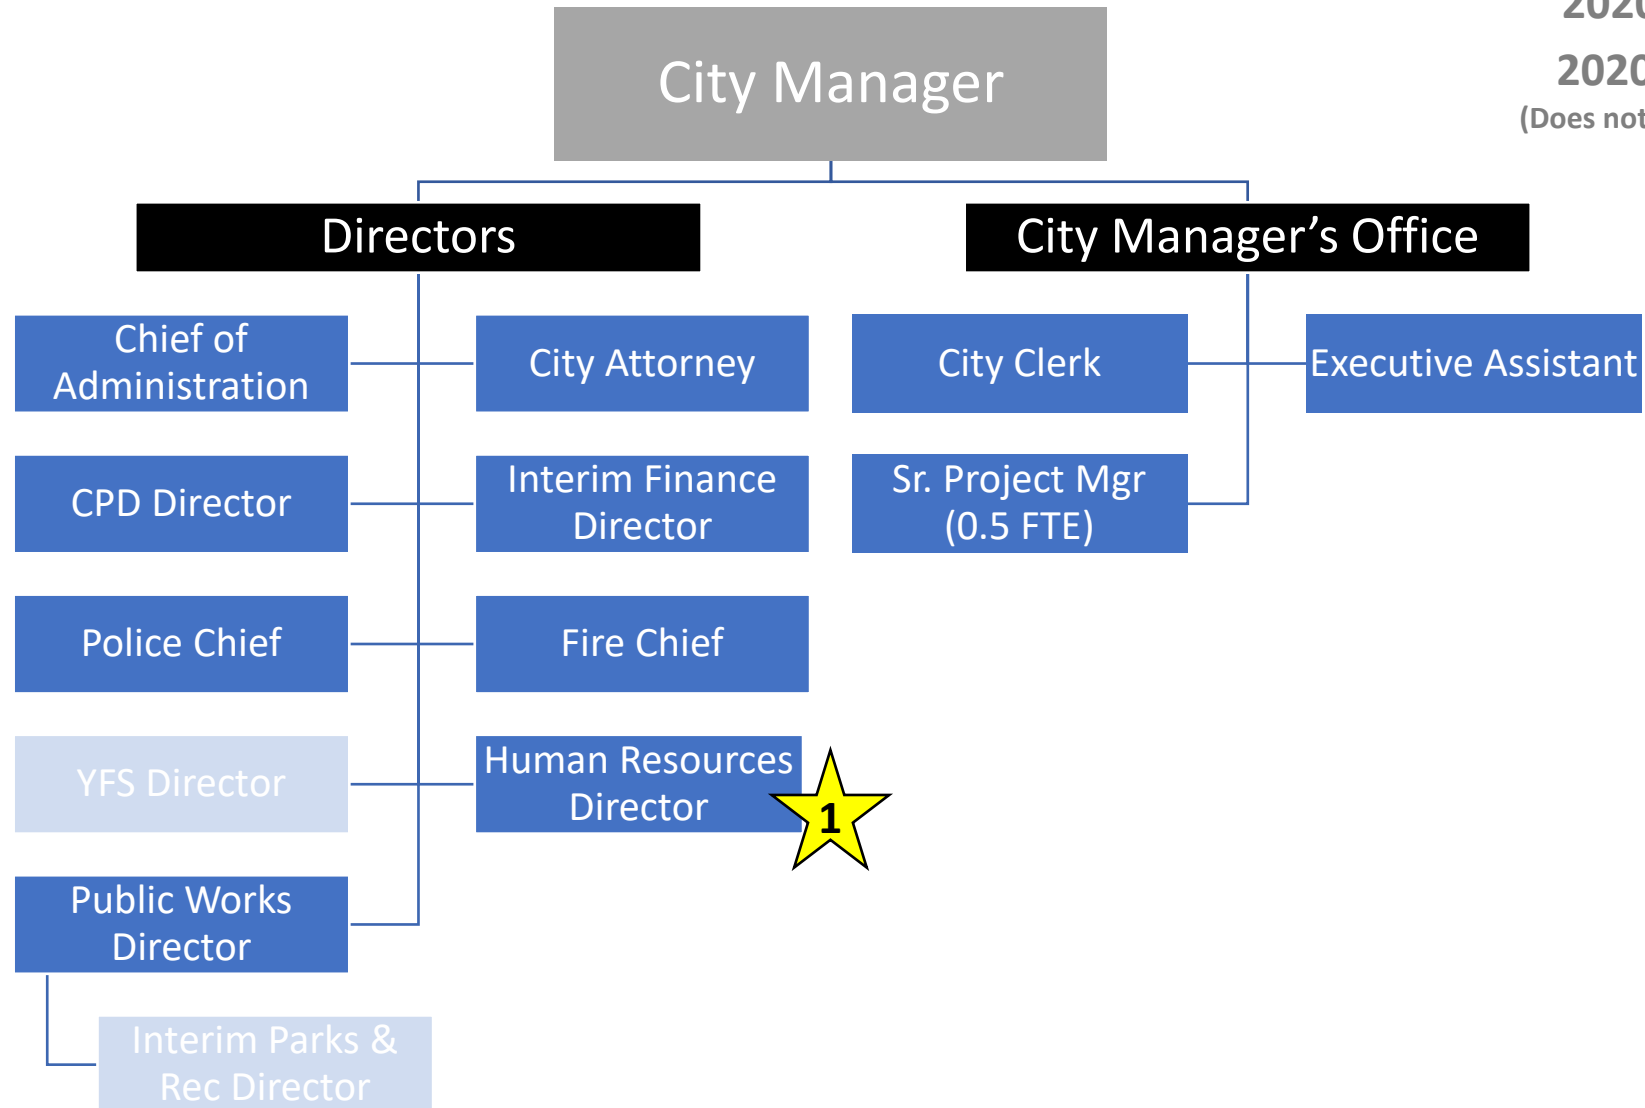 2020
2020
(Does not
City Manager
Directors
City Manager’s Office
Chief of
Administration
City Attorney
City Clerk
Executive Assistant
CPD Director
Interim Finance
Director
Sr. Project Mgr
(0.5 FTE)
Police Chief
Fire Chief
YFS Director
Human Resources
Director
1
Public Works
Director
Interim Parks &
Rec Director